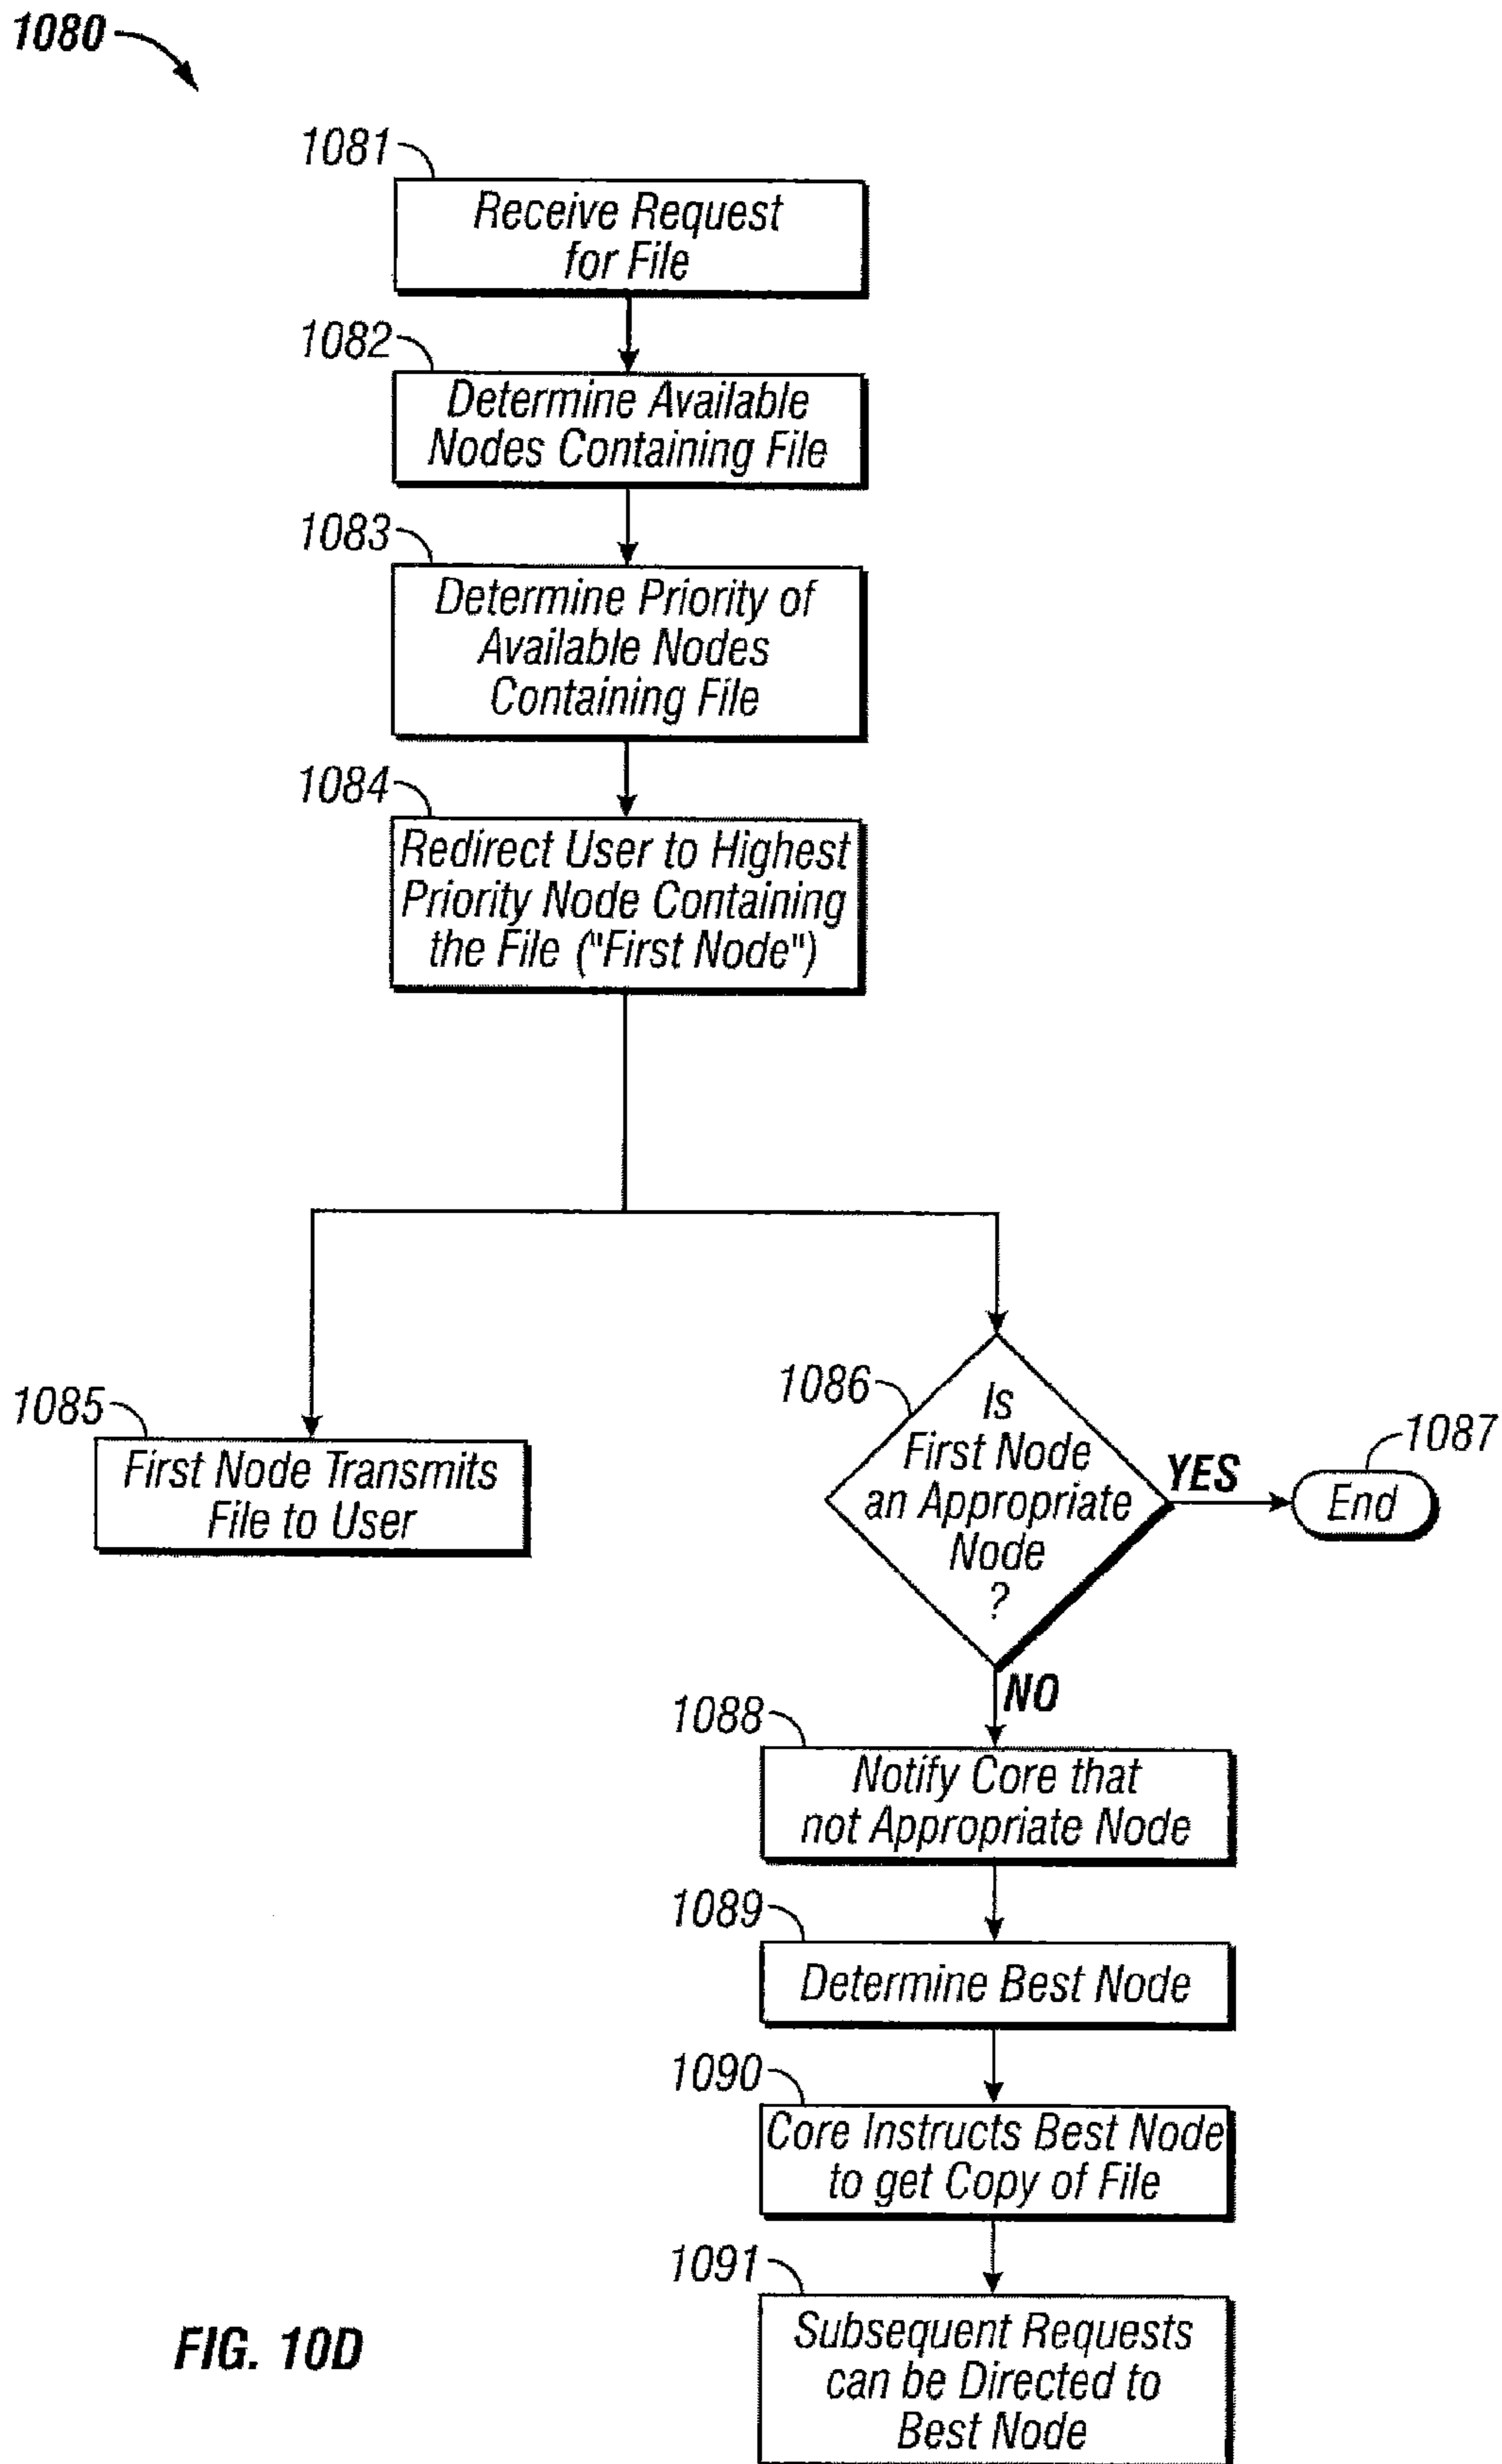 1080
1081
Receive Request
for File
1082
Determine Available
Nodes Containing File
1083
Determine Priority of
Available Nodes
Containing File
1084
Redirect User to Highest
Priority Node Containing
the File ("First Node")
1085
First Node Transmits
File to User
1086
Is
First Node
an Appropriate
Node
?
YES
1087
End
NO
1088
Notify Core that
not Appropriate Node
1089
Determine Best Node
1090
Core Instructs Best Node
to get Copy of File
1091
Subsequent Requests
can be Directed to
Best Node
FIG. 10D